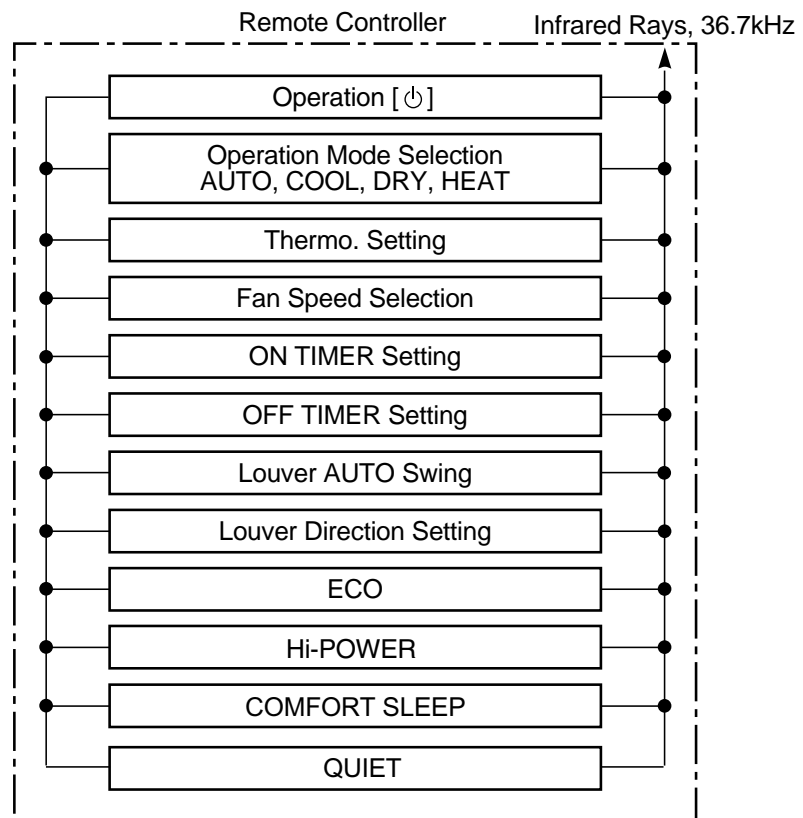 Remote Controller
Infrared Rays, 36.7kHz
Operation [⏻]
Operation Mode Selection
AUTO, COOL, DRY, HEAT
Thermo. Setting
Fan Speed Selection
ON TIMER Setting
OFF TIMER Setting
Louver AUTO Swing
Louver Direction Setting
ECO
Hi-POWER
COMFORT SLEEP
QUIET